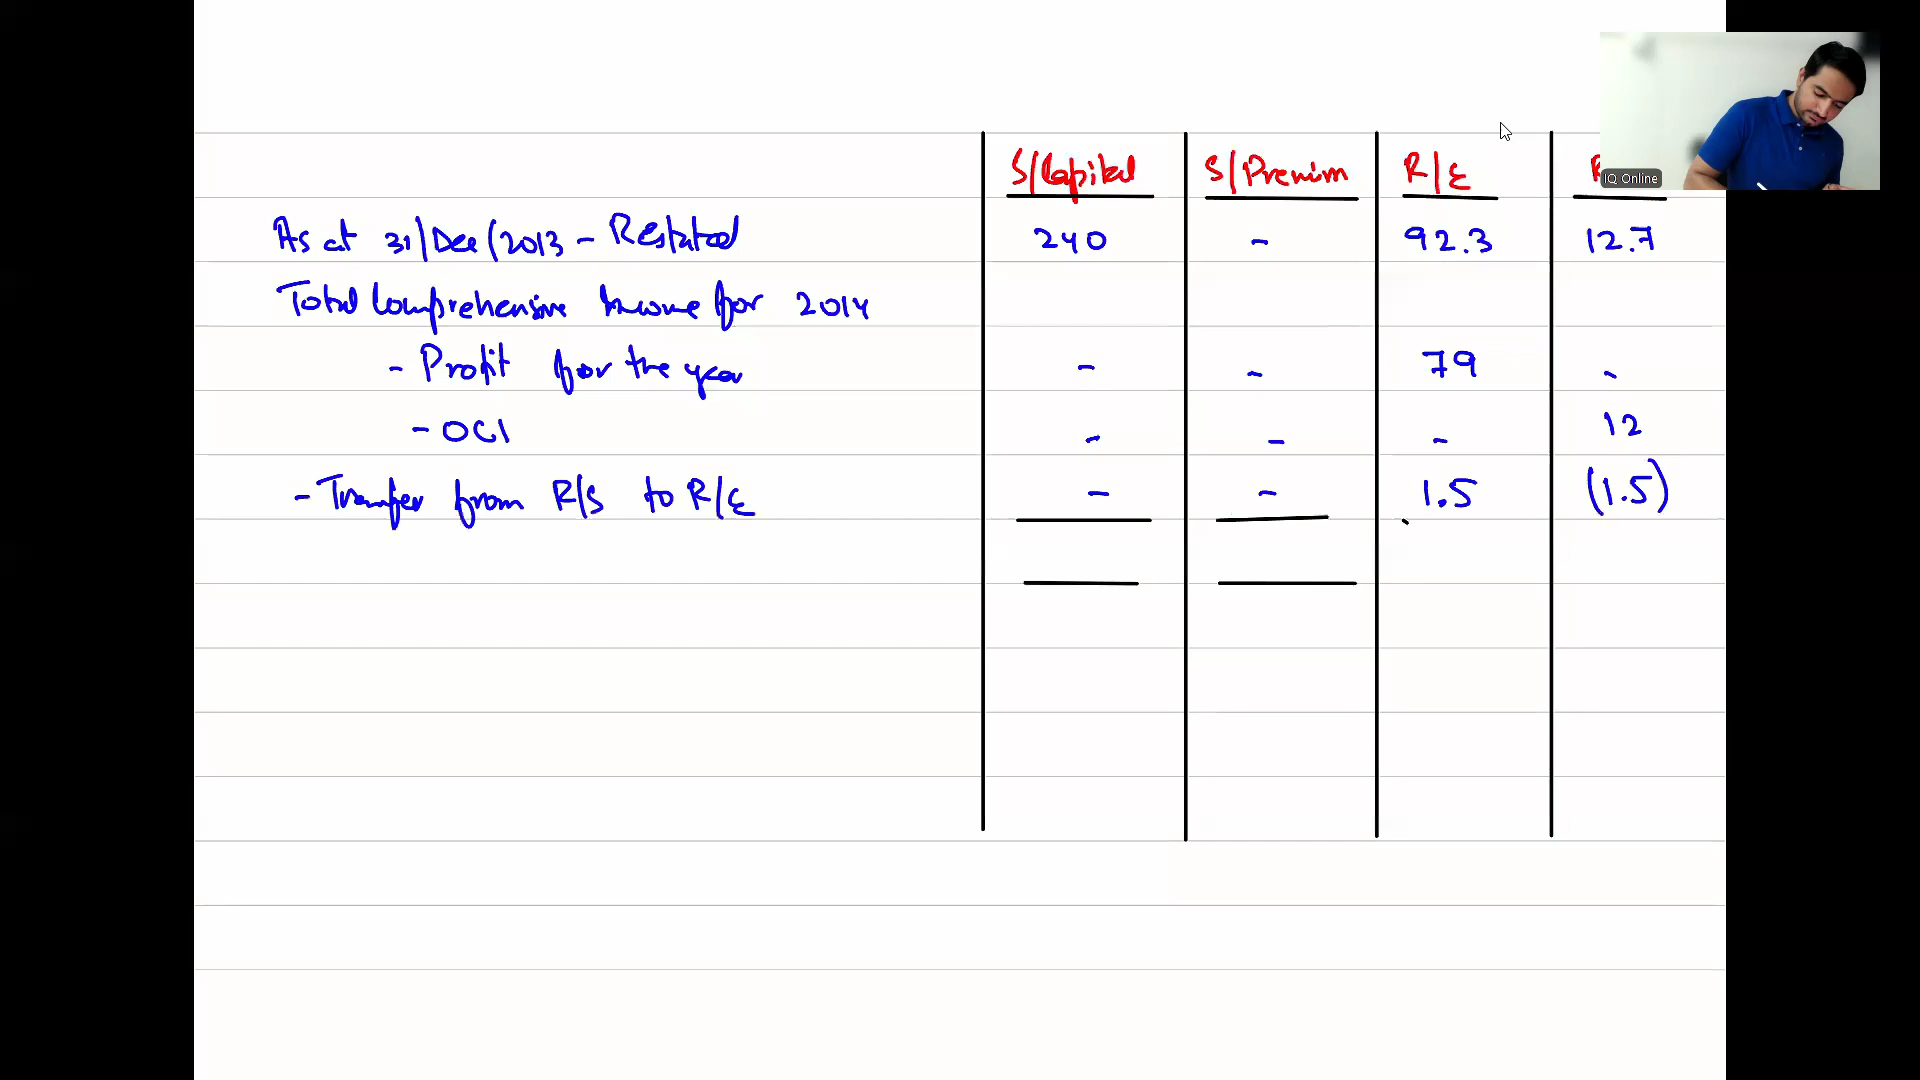 S/Capital S/Premium R/E R
IQ Online
As at 31/Dec/2013 - Restated 240 - 92.3 12.7
Total Comprehensive Income for 2014
- Profit for the year - - 79 -
- OCI - - - 12
- Transfer from R/S to R/E - - 1.5 (1.5)